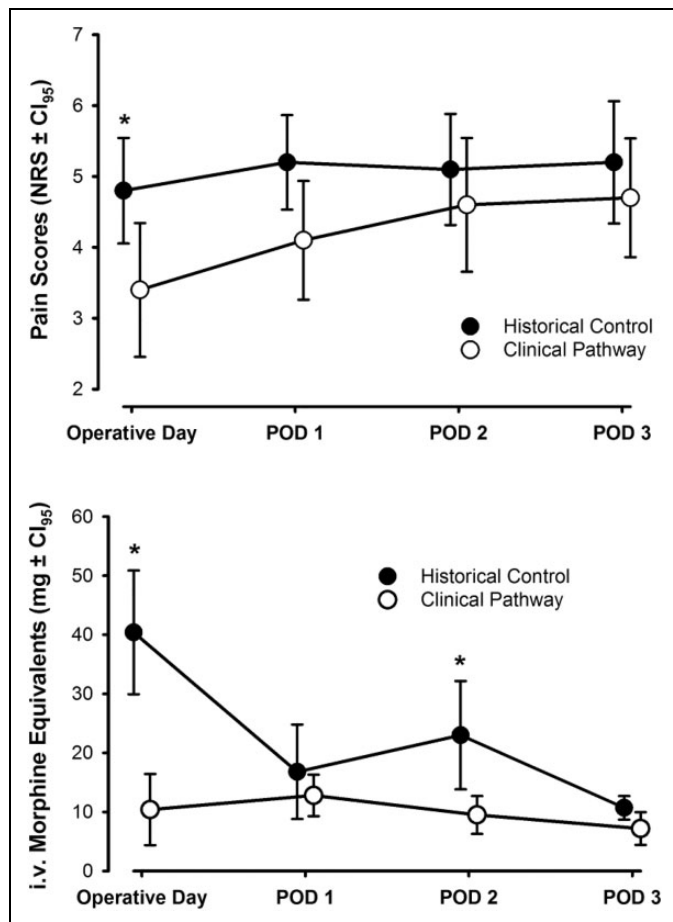 7
6
5
4
3
2
Pain Scores (NRS ± CI₉₅)
*
Historical Control
Clinical Pathway
Operative Day POD 1 POD 2 POD 3
60
50
40
30
20
10
0
i.v. Morphine Equivalents (mg ± CI₉₅)
*
Historical Control
Clinical Pathway
*
Operative Day POD 1 POD 2 POD 3